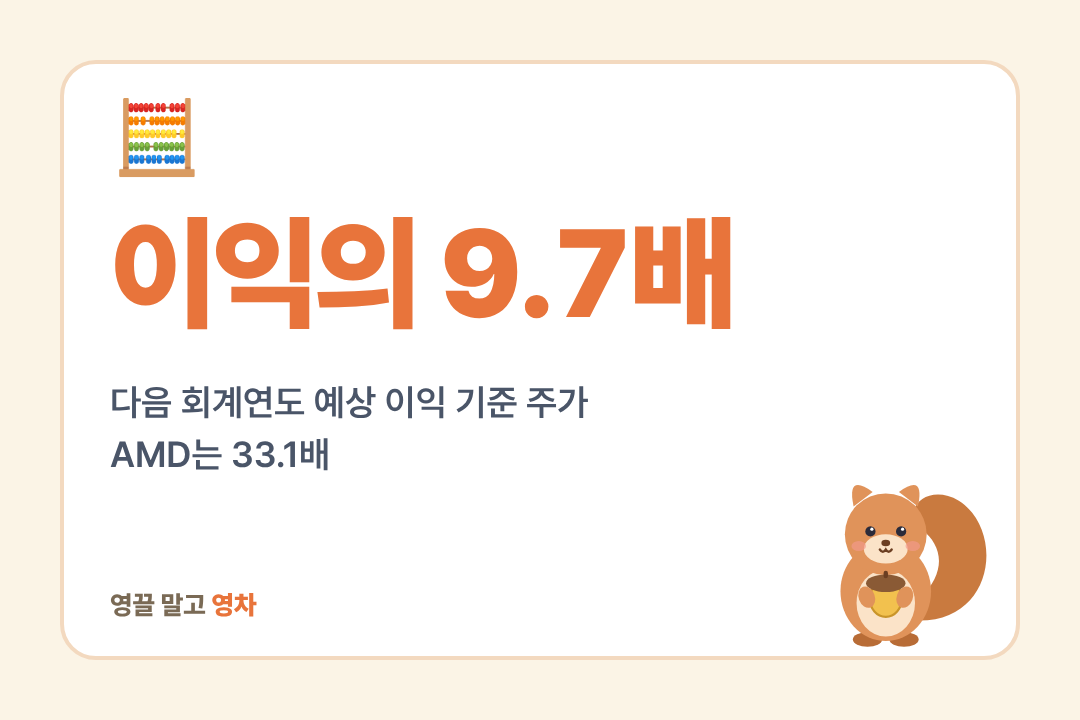 이익의 9.7배
다음 회계연도 예상 이익 기준 주가
AMD는 33.1배
영끌 말고 영차